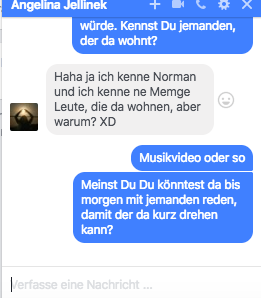 Angelina Jellinek
würde. Kennst Du jemanden,
der da wohnt?
Haha ja ich kenne Norman
und ich kenne ne Memge
Leute, die da wohnen, aber
warum? XD
Musikvideo oder so
Meinst Du Du könntest da bis
morgen mit jemanden reden,
damit der da kurz drehen
kann?
Verfasse eine Nachricht ...